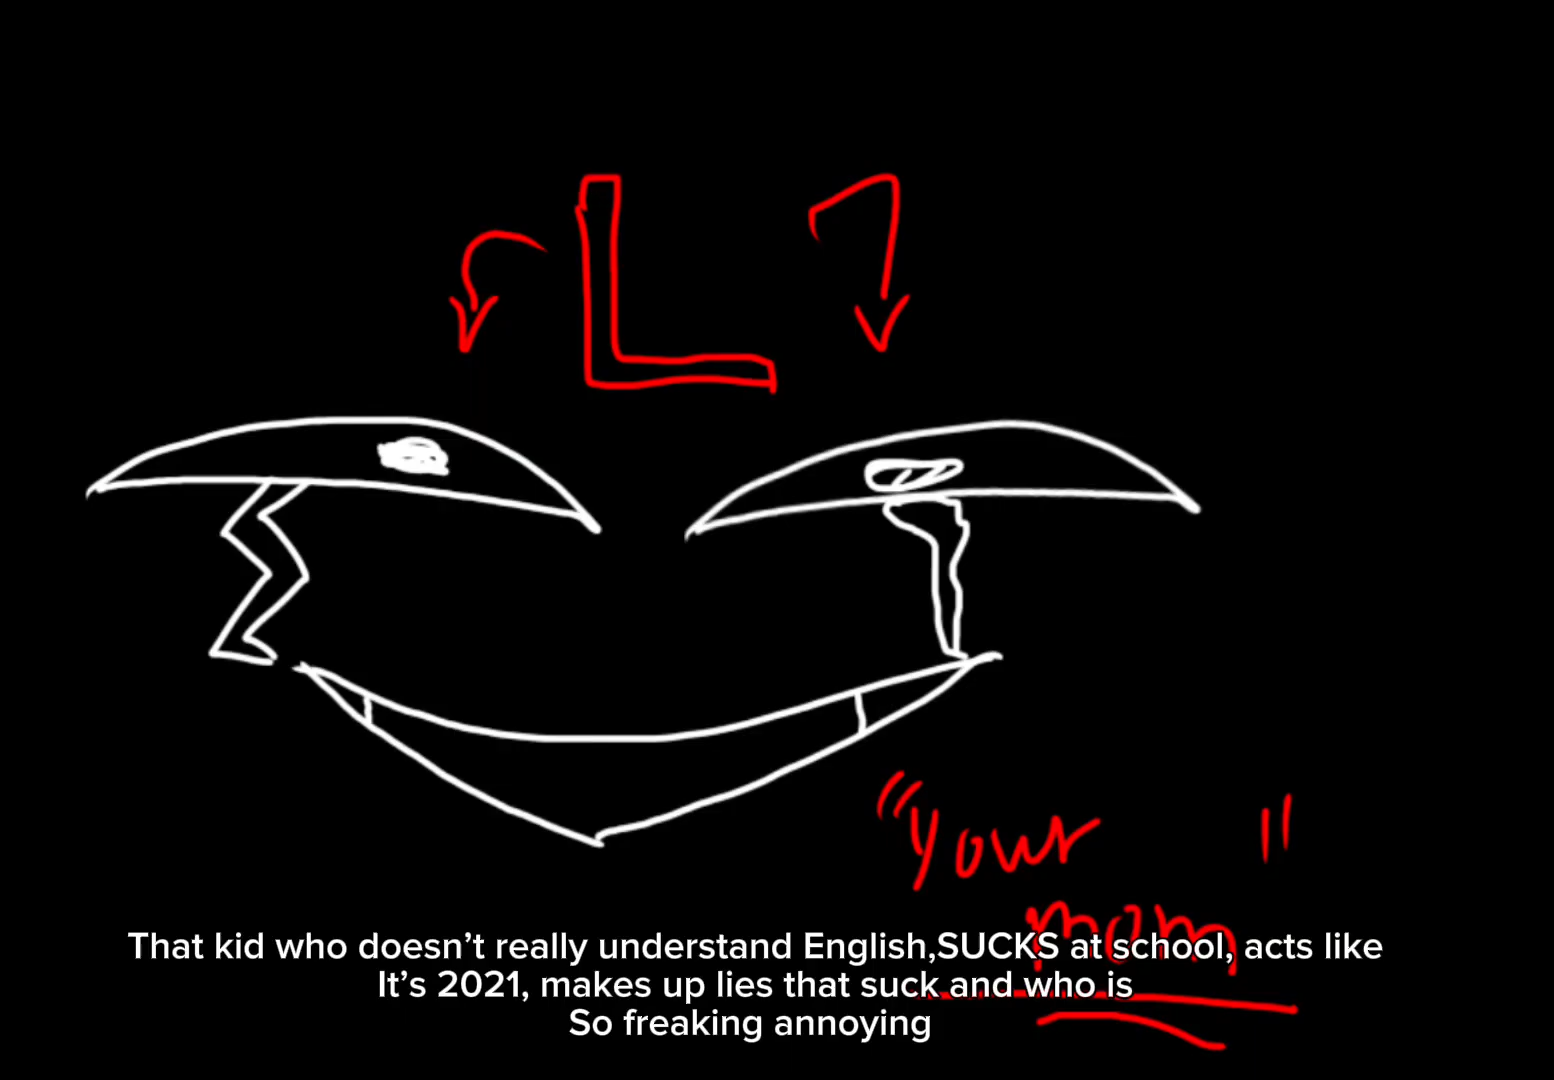 L
"your "
mom
That kid who doesn’t really understand English,SUCKS at school, acts like
It’s 2021, makes up lies that suck and who is
So freaking annoying